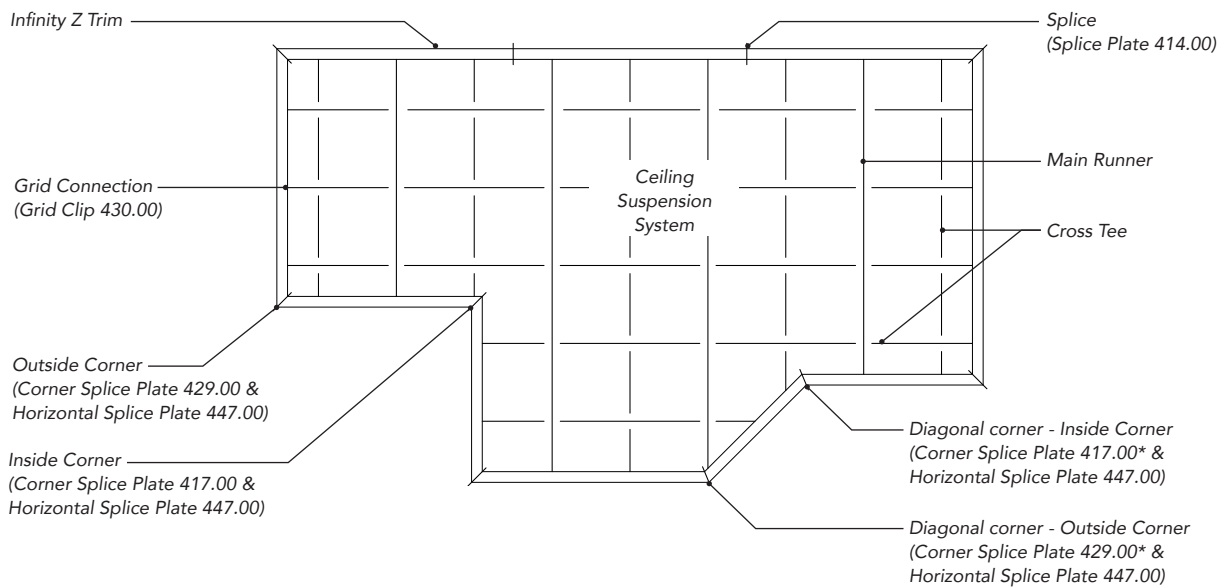 Infinity Z Trim
Splice
(Splice Plate 414.00)
Main Runner
Grid Connection
(Grid Clip 430.00)
Ceiling
Suspension
System
Cross Tee
Outside Corner
(Corner Splice Plate 429.00 &
Horizontal Splice Plate 447.00)
Inside Corner
(Corner Splice Plate 417.00 &
Horizontal Splice Plate 447.00)
Diagonal corner - Inside Corner
(Corner Splice Plate 417.00* &
Horizontal Splice Plate 447.00)
Diagonal corner - Outside Corner
(Corner Splice Plate 429.00* &
Horizontal Splice Plate 447.00)